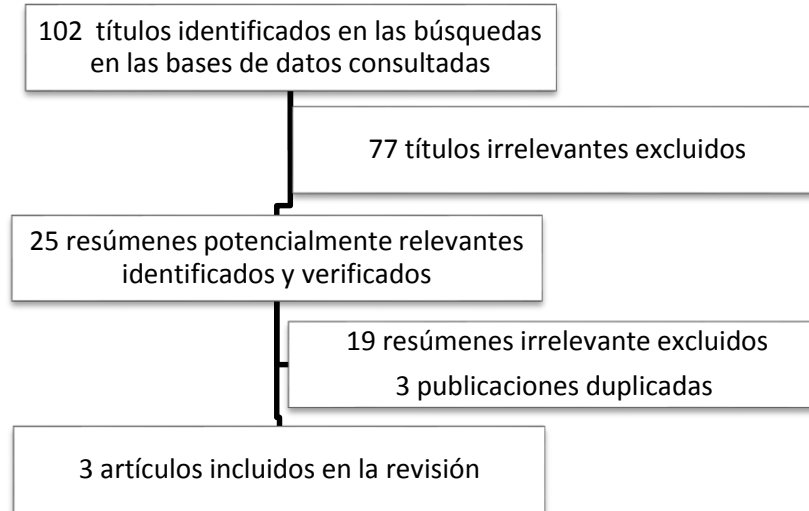 102 títulos identificados en las búsquedas
en las bases de datos consultadas
77 títulos irrelevantes excluidos
25 resúmenes potencialmente relevantes
identificados y verificados
19 resúmenes irrelevante excluidos
3 publicaciones duplicadas
3 artículos incluidos en la revisión